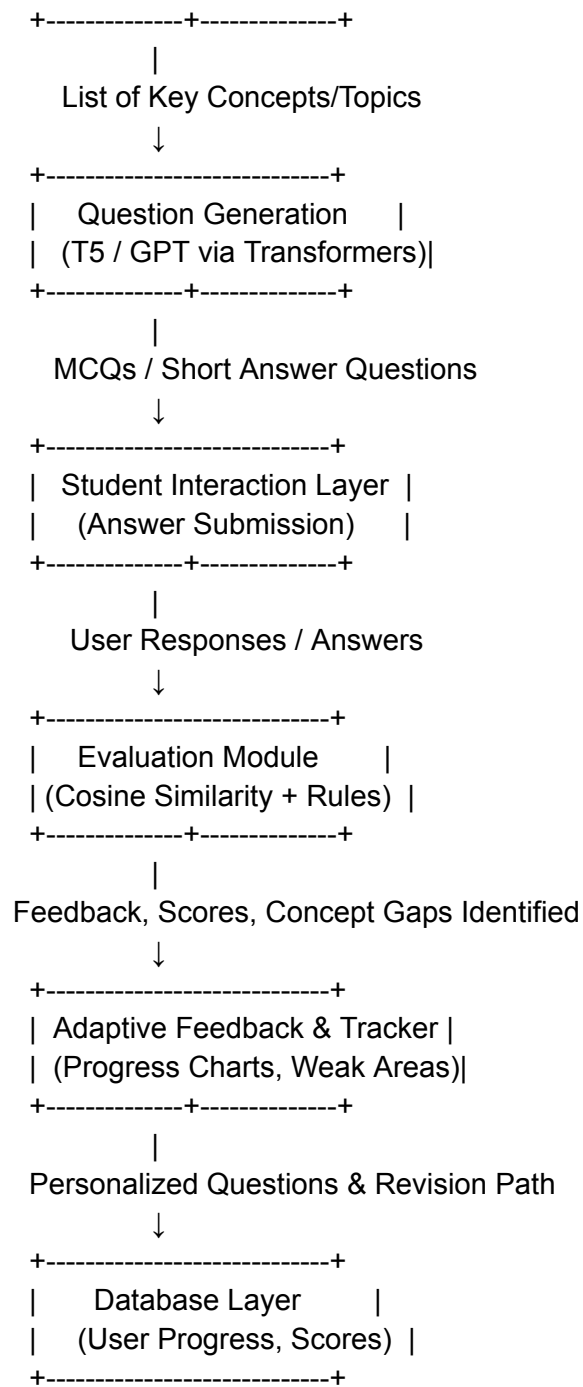 +--------------+--------------+
|
List of Key Concepts/Topics
↓
+-----------------------------+
| Question Generation |
| (T5 / GPT via Transformers)|
+--------------+--------------+
|
MCQs / Short Answer Questions
↓
+-----------------------------+
| Student Interaction Layer |
| (Answer Submission) |
+--------------+--------------+
|
User Responses / Answers
↓
+-----------------------------+
| Evaluation Module |
| (Cosine Similarity + Rules) |
+--------------+--------------+
|
Feedback, Scores, Concept Gaps Identified
↓
+-----------------------------+
| Adaptive Feedback & Tracker |
| (Progress Charts, Weak Areas)|
+--------------+--------------+
|
Personalized Questions & Revision Path
↓
+-----------------------------+
| Database Layer |
| (User Progress, Scores) |
+-----------------------------+